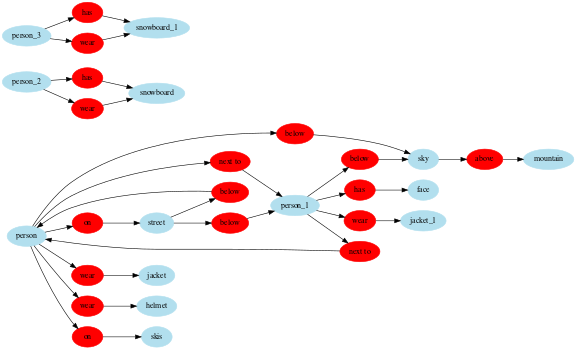 has
person_3
snowboard_1
wear
has
person_2
snowboard
wear
below
next to
below
sky
above
mountain
below
has
face
person_1
on
street
below
wear
jacket_1
person
next to
wear
jacket
wear
helmet
on
skis